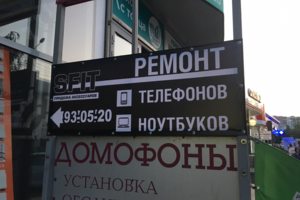 SFIT
РЕМОНТ
ТЕЛЕФОНОВ
93-05-20
НОУТБУКОВ
ДОМОФОНЫ
УСТАНОВКА